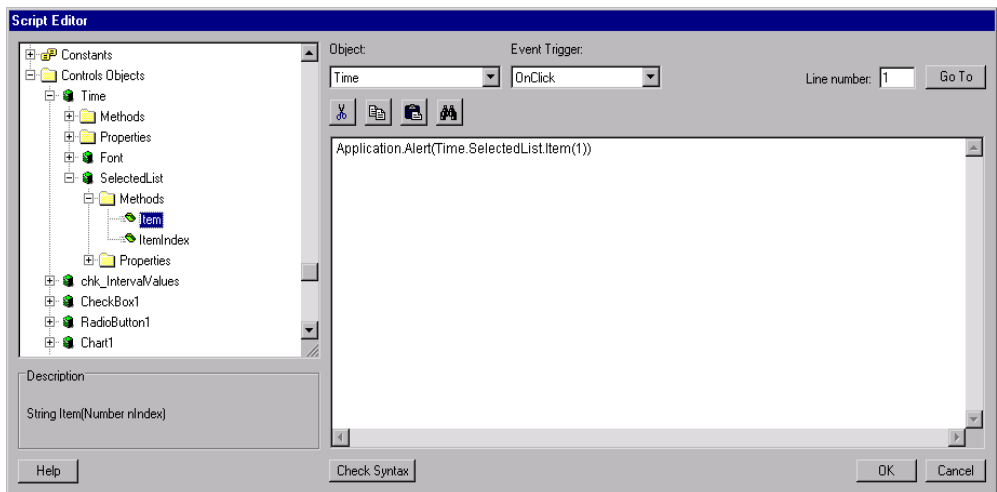 Script Editor
Constants
Controls Objects
Time
Methods
Properties
Font
SelectedList
Methods
Item
ItemIndex
Properties
chk_IntervalValues
CheckBox1
RadioButton1
Chart1
Description
String Item(Number nIndex)
Help
Object:
Event Trigger:
Time
OnClick
Line number: 1
Go To
Application.Alert(Time.SelectedList.Item(1))
Check Syntax
OK
Cancel